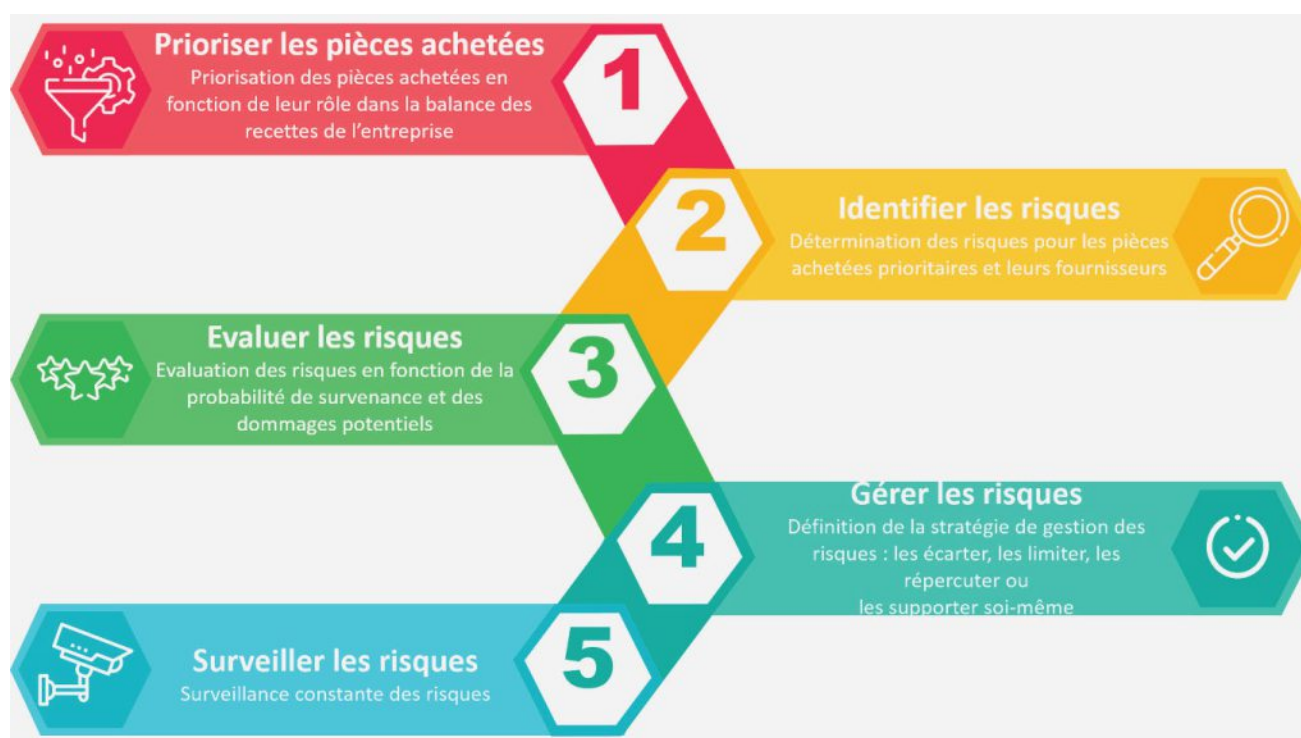 Prioriser les pièces achetées
Priorisation des pièces achetées en
fonction de leur rôle dans la balance des
recettes de l'entreprise
1
2
Identifier les risques
Détermination des risques pour les pièces
achetées prioritaires et leurs fournisseurs
Evaluer les risques
Evaluation des risques en fonction de la
probabilité de survenance et des
dommages potentiels
3
4
Gérer les risques
Définition de la stratégie de gestion des
risques : les écarter, les limiter, les
répercuter ou
les supporter soi-même
Surveiller les risques
Surveillance constante des risques
5